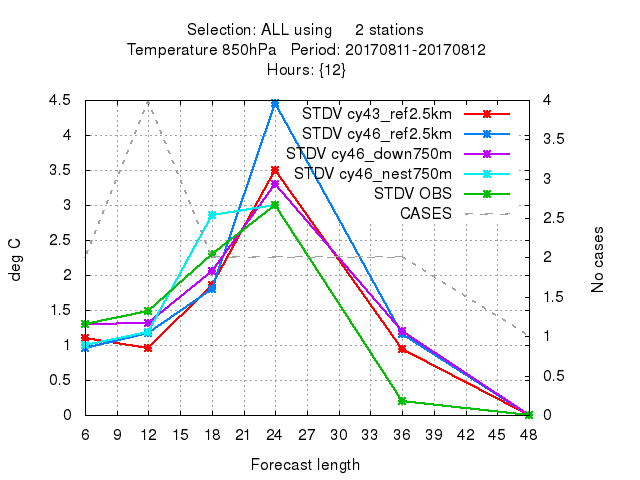 Selection: ALL using 2 stations
Temperature 850hPa Period: 20170811-20170812
Hours: {12}
4.5
4
3.5
3
2.5
2
1.5
1
0.5
0
deg C
STDV cy43_ref2.5km
STDV cy46_ref2.5km
STDV cy46_down750m
STDV cy46_nest750m
STDV OBS
CASES
4
3.5
3
2.5
2
1.5
1
0.5
0
No cases
6 9 12 15 18 21 24 27 30 33 36 39 42 45 48
Forecast length